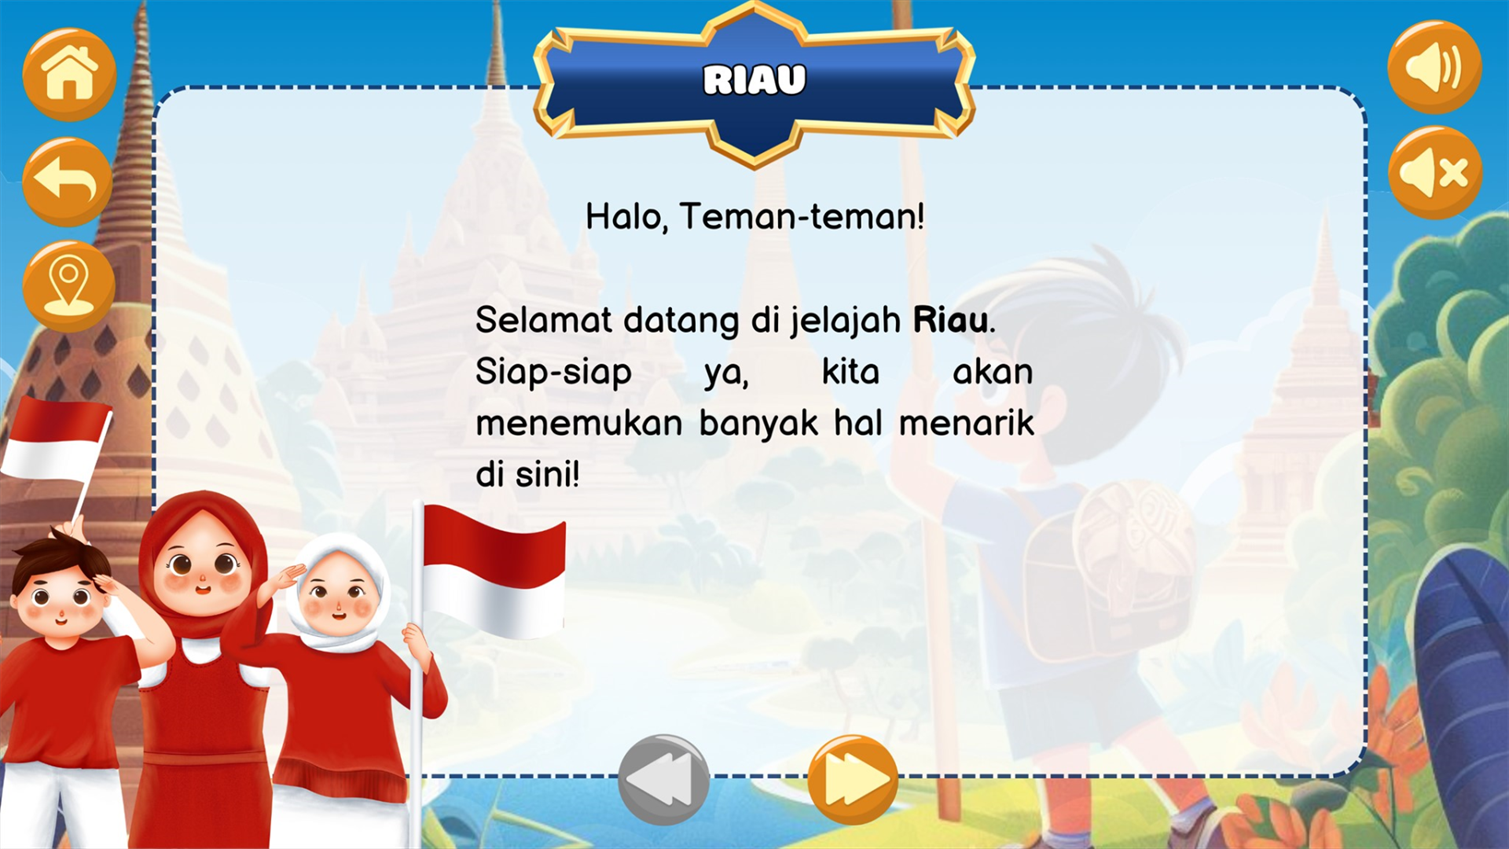 RIAU
Halo, Teman-teman!
Selamat datang di jelajah Riau.
Siap-siap ya, kita akan
menemukan banyak hal menarik
di sini!